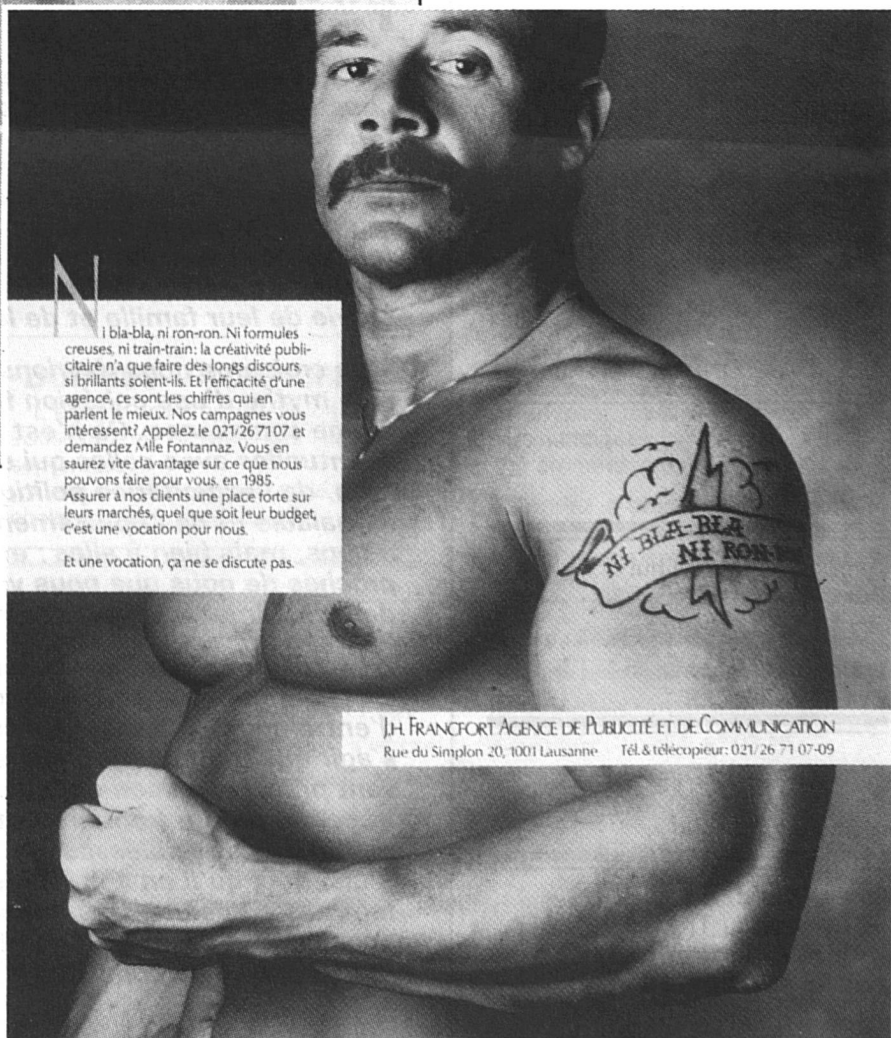 Ni bla-bla, ni ron-ron. Ni formules
creuses, ni train-train: la créativité publi-
citaire n'a que faire des longs discours
si brillants soient-ils. Et l'efficacité d'une
agence, ce sont les chiffres qui en
parlent le mieux. Nos campagnes vous
intéressent? Appelez le 021/26 71 07 et
demandez Mlle Fontannaz. Vous en
saurez vite davantage sur ce que nous
pouvons faire pour vous, en 1985.
Assurer à nos clients une place forte sur
leurs marchés, quel que soit leur budget,
c'est une vocation pour nous.
Et une vocation, ça ne se discute pas.
NI BLA-BLA
NI RON-
J.H. FRANCFORT AGENCE DE PUBLICITÉ ET DE COMMUNICATION
Rue du Simplon 20, 1001 Lausanne Tél. & télécopieur: 021/26 71 07-09